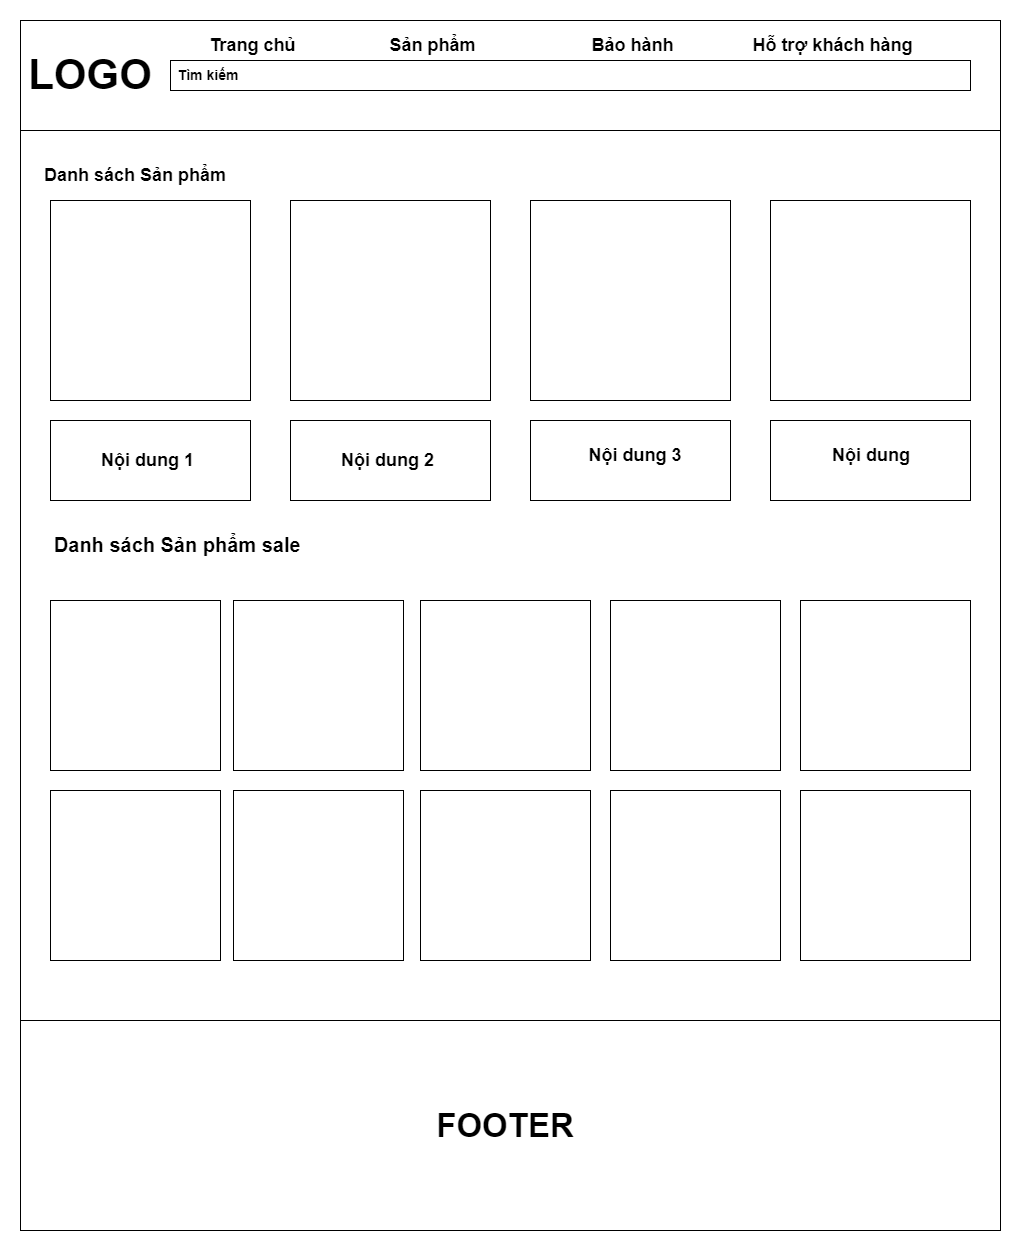 Trang chủ
Sản phẩm
Bảo hành
Hỗ trợ khách hàng
LOGO
Tìm kiếm
Danh sách Sản phẩm
Nội dung 1
Nội dung 2
Nội dung 3
Nội dung
Danh sách Sản phẩm sale
FOOTER